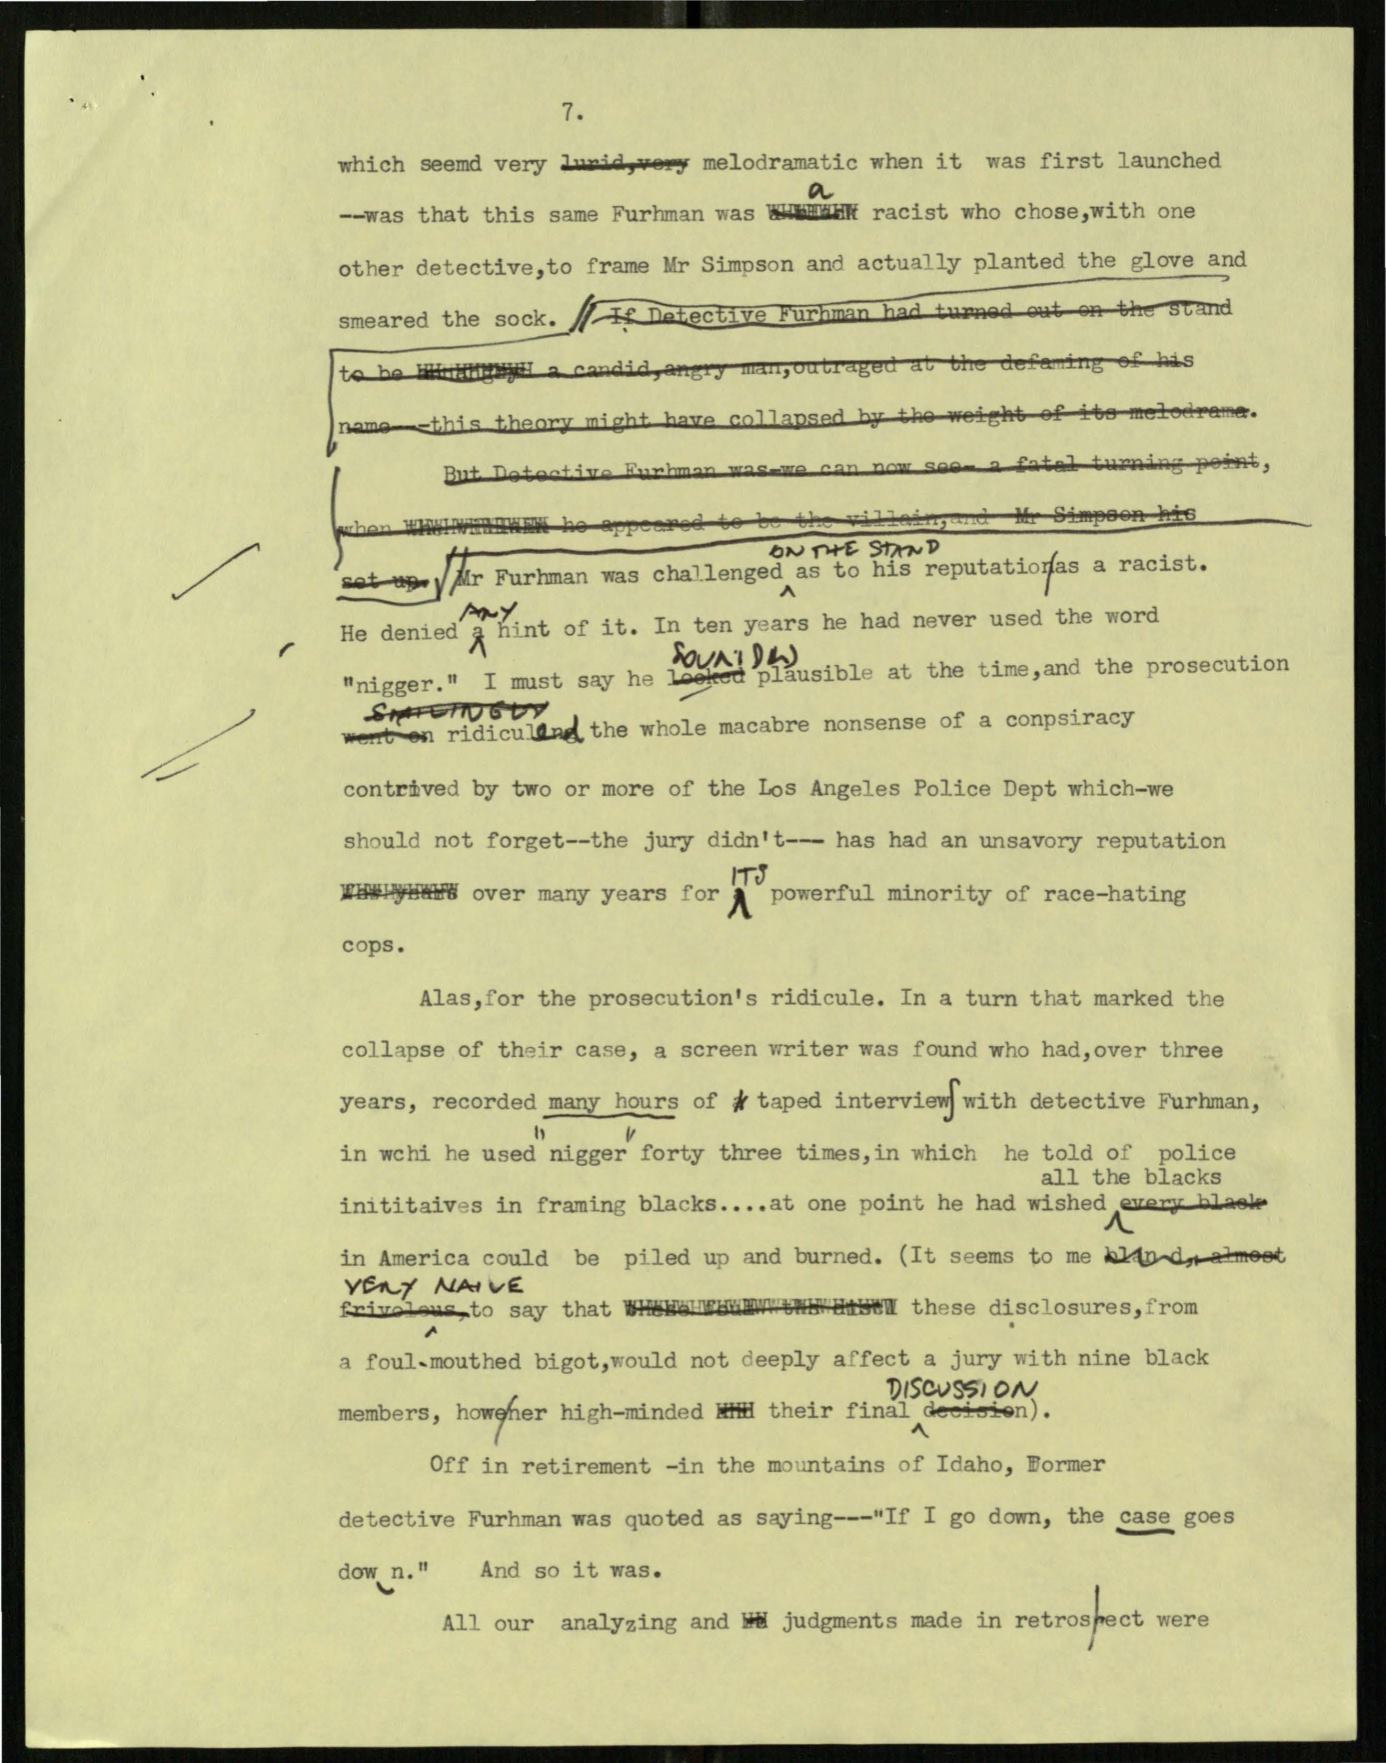 7.
which seemd very lurid,very melodramatic when it was first launched
a
--was that this same Furhman was racist who chose,with one
other detective,to frame Mr Simpson and actually planted the glove and
smeared the sock. // If Detective Furhman had turned out on the stand
to be a candid,angry man,outraged at the defaming of his
name--this theory might have collapsed by the weight of its melodrama.
But Detective Furhman was-we can now see- a fatal turning point,
when he appeared to be the villain,and Mr Simpson his
ON THE STAND
set up. // Mr Furhman was challenged as to his reputation/as a racist.
ANY
He denied a hint of it. In ten years he had never used the word
SOUNDED
"nigger." I must say he looked plausible at the time,and the prosecution
SMILINGLY
went on ridiculed the whole macabre nonsense of a conpsiracy
contrived by two or more of the Los Angeles Police Dept which-we
should not forget--the jury didn't--- has had an unsavory reputation
ITS
for years over many years for powerful minority of race-hating
cops.
Alas,for the prosecution's ridicule. In a turn that marked the
collapse of their case, a screen writer was found who had,over three
years, recorded many hours of taped interviews with detective Furhman,
in wchi he used "nigger" forty three times,in which he told of police
all the blacks
inititaives in framing blacks....at one point he had wished every black
in America could be piled up and burned. (It seems to me bland, almost
VERY NAIVE
frivolous,to say that these disclosures,from
a foul-mouthed bigot,would not deeply affect a jury with nine black
DISCUSSION
members, however high-minded their final decision).
Off in retirement -in the mountains of Idaho, Former
detective Furhman was quoted as saying---"If I go down, the case goes
dow n." And so it was.
All our analyzing and judgments made in retrospect were